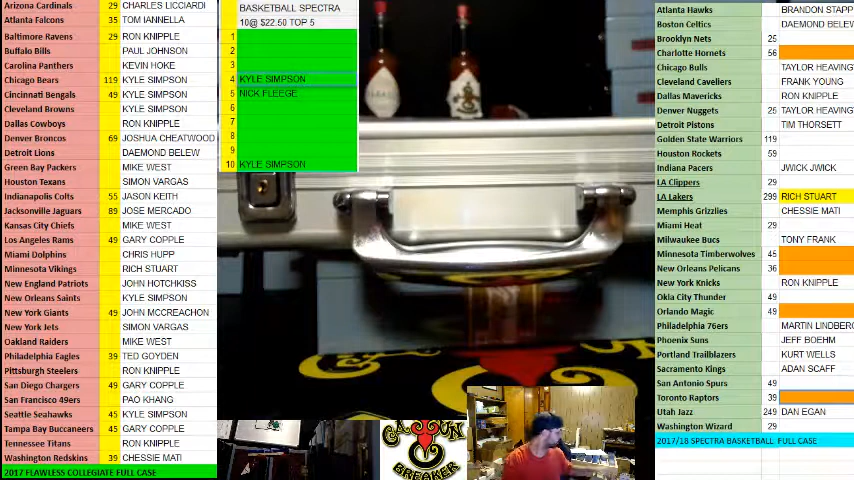 Arizona Cardinals 29 CHARLES LICCIARDI
Atlanta Falcons 35 TOM IANNELLA
Baltimore Ravens 29 RON KNIPPLE
Buffalo Bills PAUL JOHNSON
Carolina Panthers KEVIN HOKE
Chicago Bears 119 KYLE SIMPSON
Cincinnati Bengals 49 KYLE SIMPSON
Cleveland Browns KYLE SIMPSON
Dallas Cowboys RON KNIPPLE
Denver Broncos 69 JOSHUA CHEATWOOD
Detroit Lions DAEMOND BELEW
Green Bay Packers MIKE WEST
Houston Texans SIMON VARGAS
Indianapolis Colts 55 JASON KEITH
Jacksonville Jaguars 89 JOSE MERCADO
Kansas City Chiefs MIKE WEST
Los Angeles Rams 49 GARY COPPLE
Miami Dolphins CHRIS HUPP
Minnesota Vikings RICH STUART
New England Patriots JOHN HOTCHKISS
New Orleans Saints KYLE SIMPSON
New York Giants 49 JOHN MCCREACHON
New York Jets SIMON VARGAS
Oakland Raiders MIKE WEST
Philadelphia Eagles 39 TED GOYDEN
Pittsburgh Steelers RON KNIPPLE
San Diego Chargers 49 GARY COPPLE
San Francisco 49ers PAO KHANG
Seattle Seahawks 45 KYLE SIMPSON
Tampa Bay Buccaneers 45 GARY COPPLE
Tennessee Titans RON KNIPPLE
Washington Redskins 39 CHESSIE MATI
2017 FLAWLESS COLLEGIATE FULL CASE
BASKETBALL SPECTRA
10@ $22.50 TOP 5
1
2
3
4 KYLE SIMPSON
5 NICK FLEEGE
6
7
8
9
10 KYLE SIMPSON
CAJUN
BREAKER
Atlanta Hawks BRANDON STAPP
Boston Celtics DAEMOND BELEW
Brooklyn Nets 25
Charlotte Hornets 56
Chicago Bulls TAYLOR HEAVING
Cleveland Caveliers FRANK YOUNG
Dallas Mavericks RON KNIPPLE
Denver Nuggets 25 TAYLOR HEAVING
Detroit Pistons TIM THORSETT
Golden State Warriors 119
Houston Rockets 59
Indiana Pacers JWICK JWICK
LA Clippers 29
LA Lakers 299 RICH STUART
Memphis Grizzlies CHESSIE MATI
Miami Heat 29
Milwaukee Bucs TONY FRANK
Minnesota Timberwolves 45
New Orleans Pelicans 36
New York Knicks RON KNIPPLE
Okla City Thunder 49
Orlando Magic 49
Philadelphia 76ers MARTIN LINDBERG
Phoenix Suns JEFF BOEHM
Portland Trailblazers KURT WELLS
Sacramento Kings ADAN SCAFF
San Antonio Spurs 49
Toronto Raptors 39
Utah Jazz 249 DAN EGAN
Washington Wizard 29
2017/18 SPECTRA BASKETBALL FULL CASE